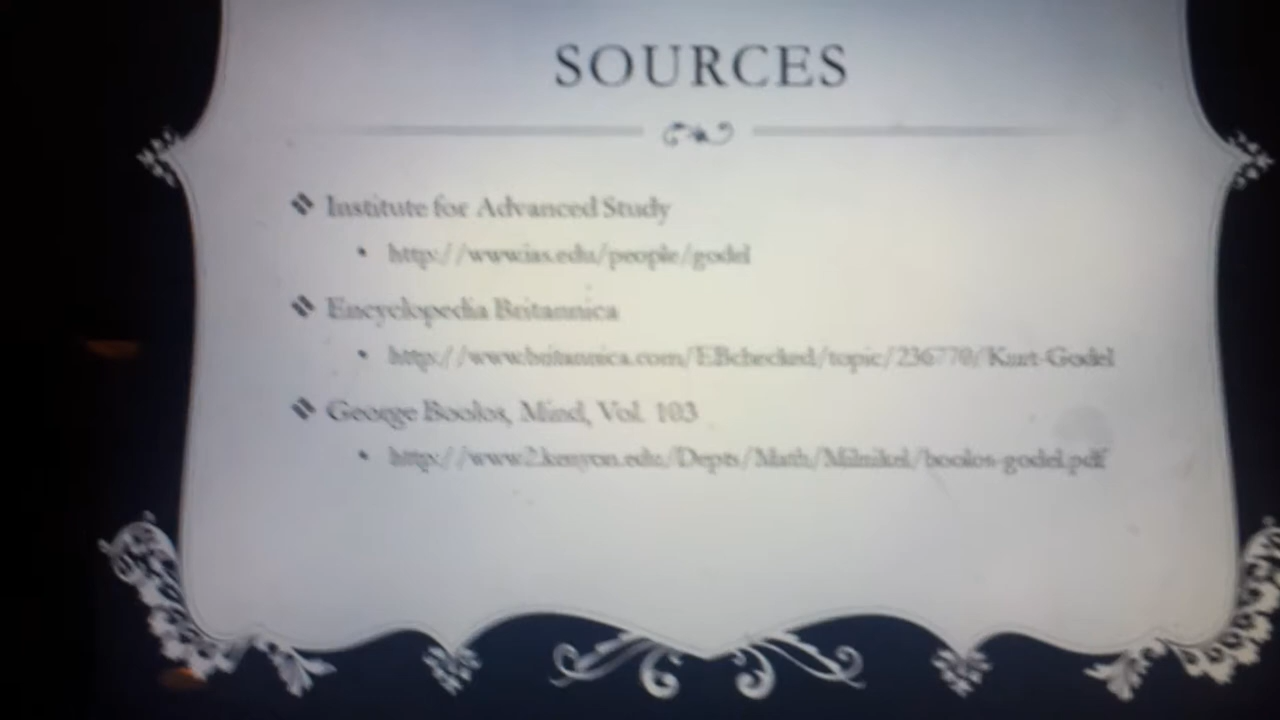 SOURCES
Institute for Advanced Study
http://www.ias.edu/people/godel
Encyclopedia Britannica
http://www.britannica.com/EBchecked/topic/236770/Kurt-Godel
George Boolos, Mind, Vol. 103
http://www2.kenyon.edu/Depts/Math/Milnikel/boolos-godel.pdf